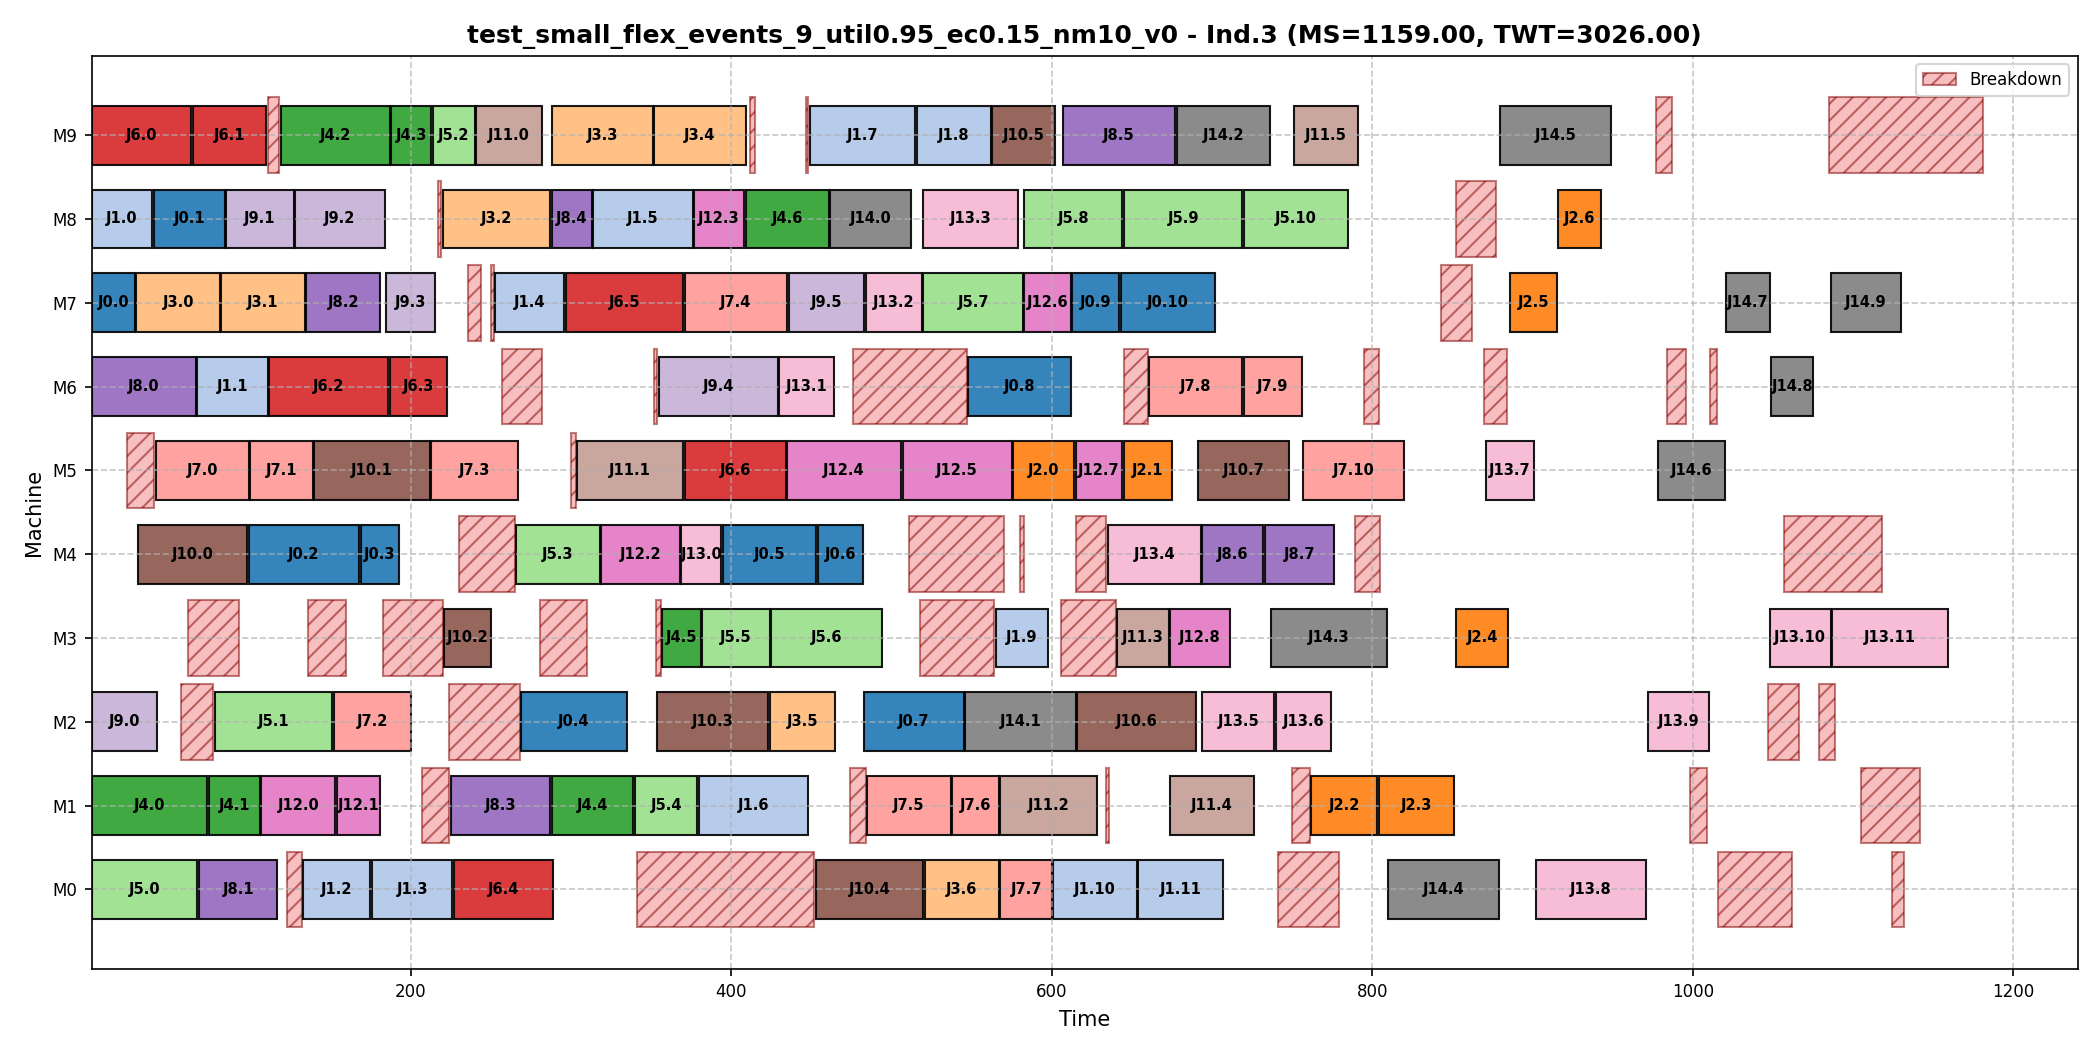 test_small_flex_events_9_util0.95_ec0.15_nm10_v0 - Ind.3 (MS=1159.00, TWT=3026.00)
Breakdown
M9 J6.0 J6.1 J4.2 J4.3 J5.2 J11.0 J3.3 J3.4 J1.7 J1.8 J10.5 J8.5 J14.2 J11.5 J14.5
M8 J1.0 J0.1 J9.1 J9.2 J3.2 J8.4 J1.5 J12.3 J4.6 J14.0 J13.3 J5.8 J5.9 J5.10 J2.6
M7 J0.0 J3.0 J3.1 J8.2 J9.3 J1.4 J6.5 J7.4 J9.5 J13.2 J5.7 J12.6 J0.9 J0.10 J2.5 J14.7 J14.9
M6 J8.0 J1.1 J6.2 J6.3 J9.4 J13.1 J0.8 J7.8 J7.9 J14.8
M5 J7.0 J7.1 J10.1 J7.3 J11.1 J6.6 J12.4 J12.5 J2.0 J12.7 J2.1 J10.7 J7.10 J13.7 J14.6
M4 J10.0 J0.2 J0.3 J5.3 J12.2 J13.0 J0.5 J0.6 J13.4 J8.6 J8.7
M3 J10.2 J4.5 J5.5 J5.6 J1.9 J11.3 J12.8 J14.3 J2.4 J13.10 J13.11
M2 J9.0 J5.1 J7.2 J0.4 J10.3 J3.5 J0.7 J14.1 J10.6 J13.5 J13.6 J13.9
M1 J4.0 J4.1 J12.0 J12.1 J8.3 J4.4 J5.4 J1.6 J7.5 J7.6 J11.2 J11.4 J2.2 J2.3
M0 J5.0 J8.1 J1.2 J1.3 J6.4 J10.4 J3.6 J7.7 J1.10 J1.11 J14.4 J13.8
Machine
200 400 600 800 1000 1200
Time